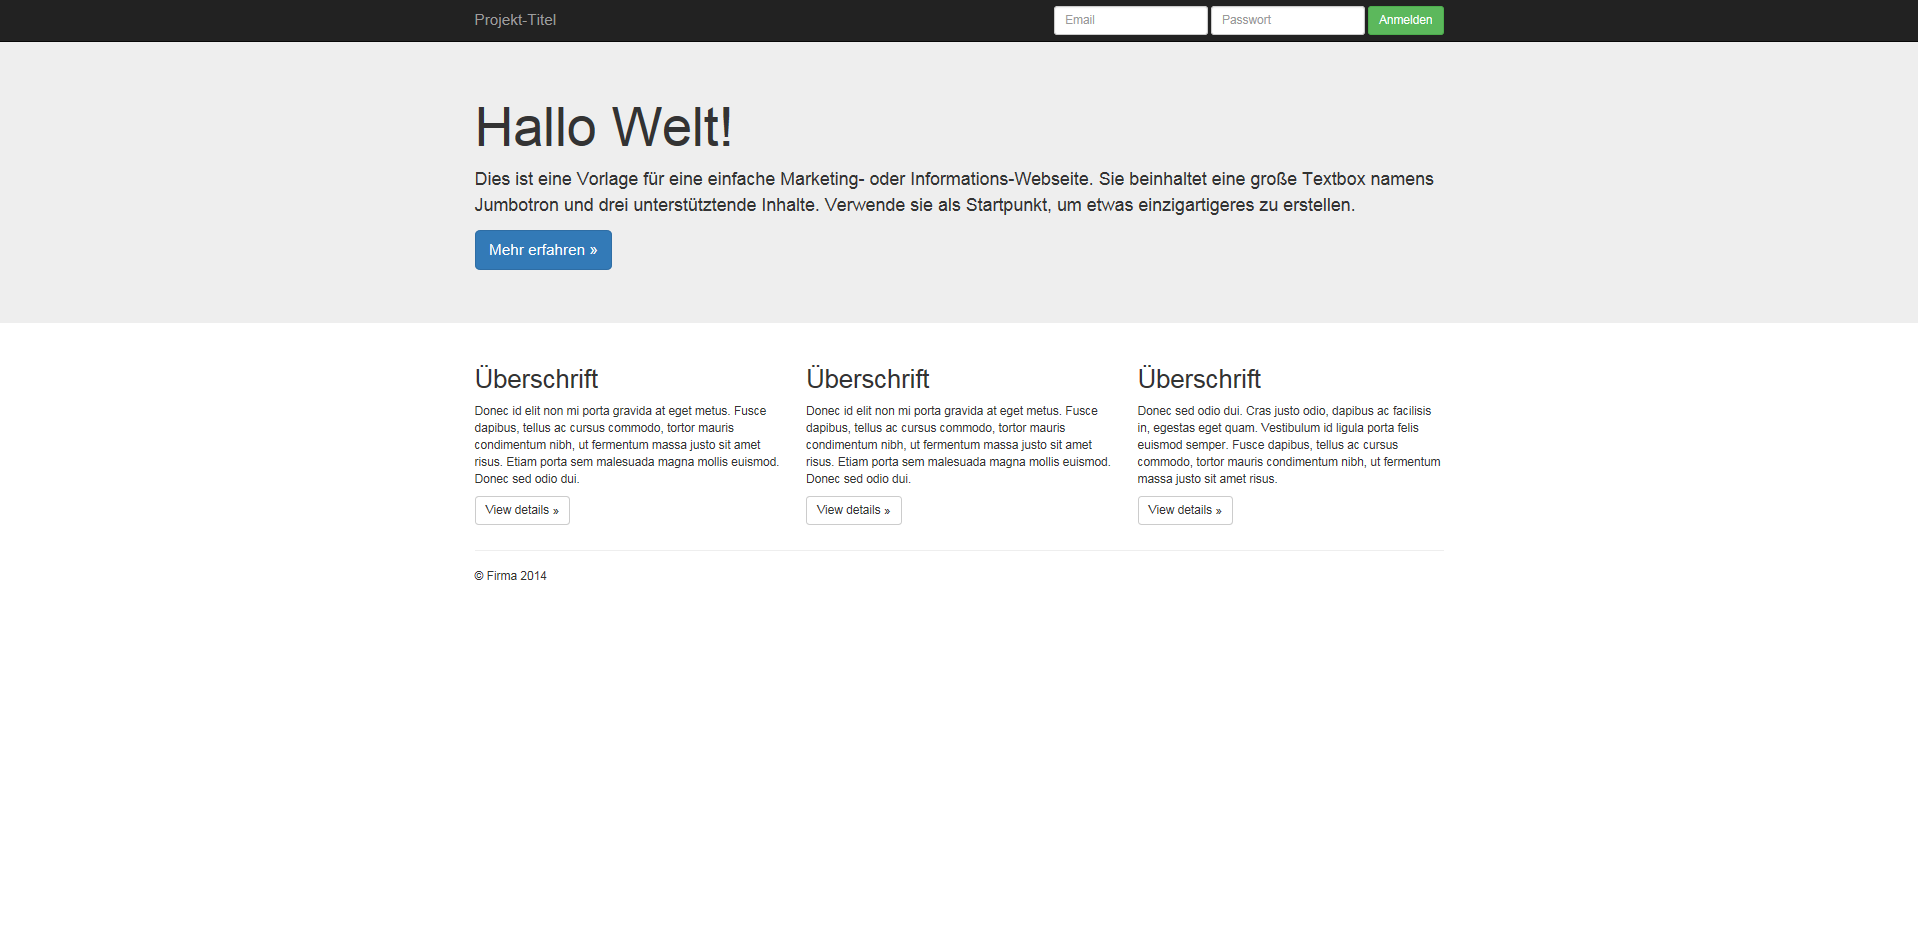 Projekt-Titel
Email
Passwort
Anmelden
Hallo Welt!
Dies ist eine Vorlage für eine einfache Marketing- oder Informations-Webseite. Sie beinhaltet eine große Textbox namens
Jumbotron und drei unterstütztende Inhalte. Verwende sie als Startpunkt, um etwas einzigartigeres zu erstellen.
Mehr erfahren »
Überschrift
Donec id elit non mi porta gravida at eget metus. Fusce
dapibus, tellus ac cursus commodo, tortor mauris
condimentum nibh, ut fermentum massa justo sit amet
risus. Etiam porta sem malesuada magna mollis euismod.
Donec sed odio dui.
View details »
Überschrift
Donec id elit non mi porta gravida at eget metus. Fusce
dapibus, tellus ac cursus commodo, tortor mauris
condimentum nibh, ut fermentum massa justo sit amet
risus. Etiam porta sem malesuada magna mollis euismod.
Donec sed odio dui.
View details »
Überschrift
Donec sed odio dui. Cras justo odio, dapibus ac facilisis
in, egestas eget quam. Vestibulum id ligula porta felis
euismod semper. Fusce dapibus, tellus ac cursus
commodo, tortor mauris condimentum nibh, ut fermentum
massa justo sit amet risus.
View details »
© Firma 2014